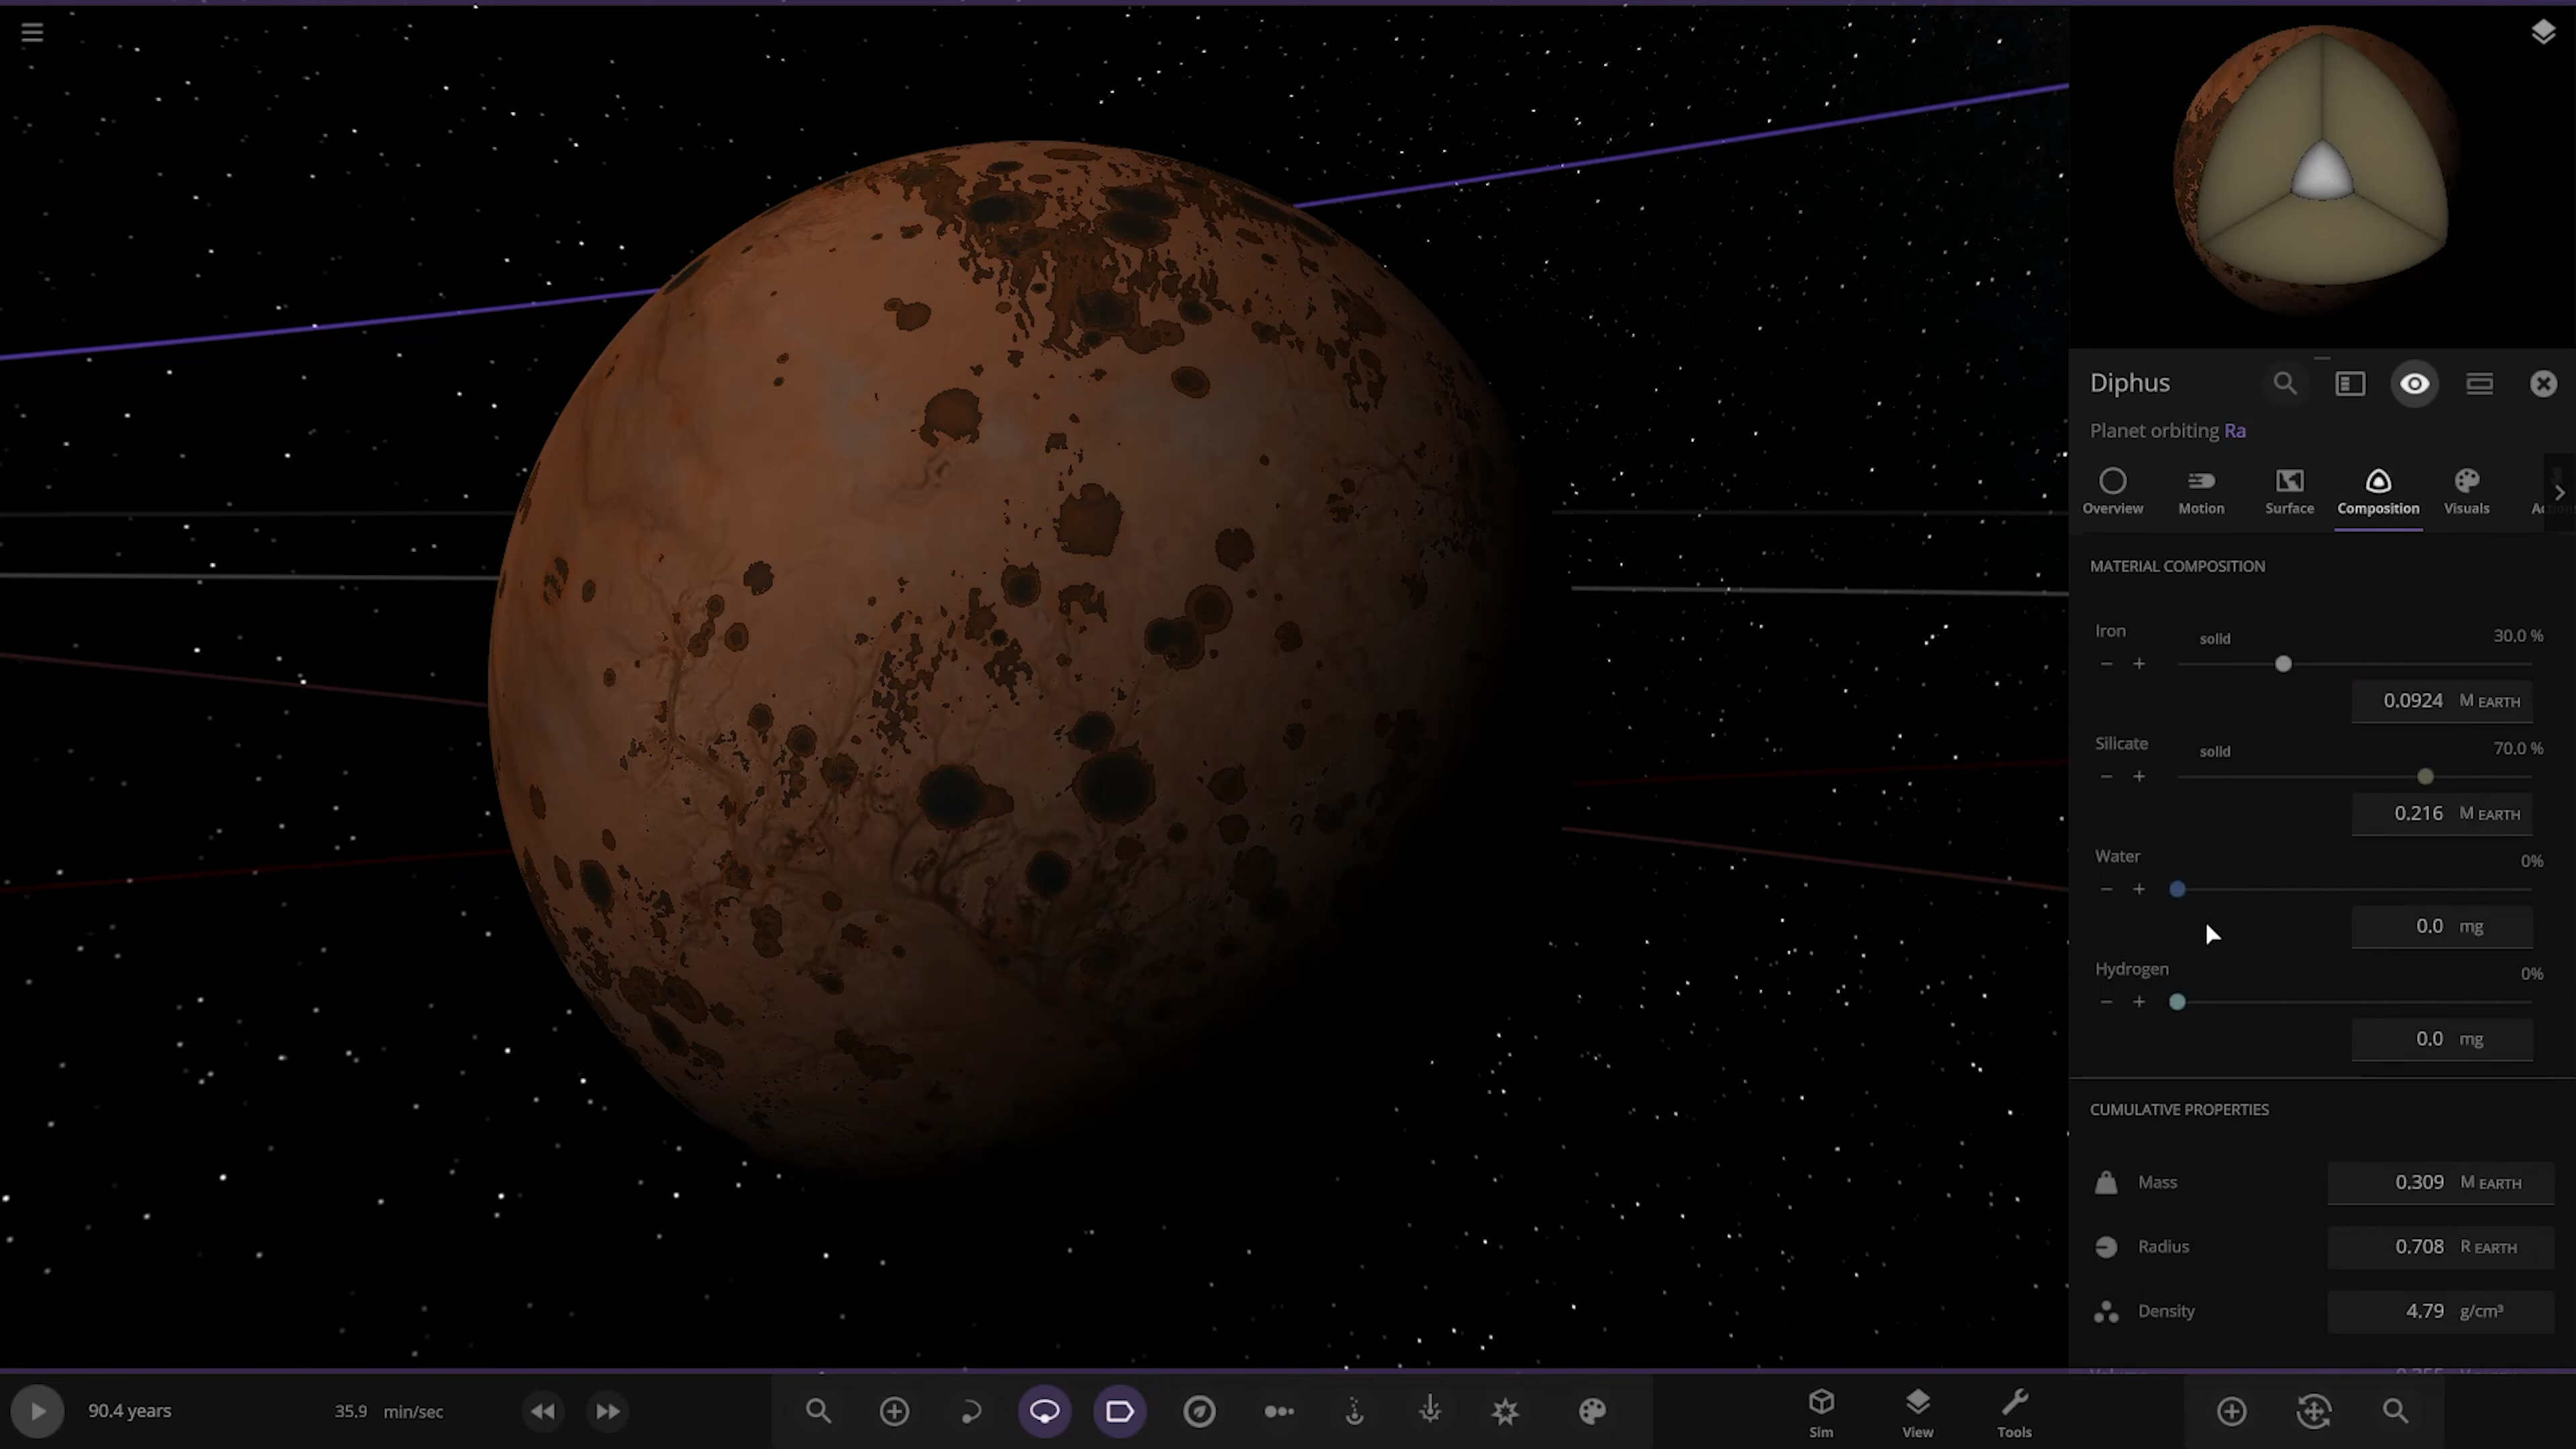 Diphus
Planet orbiting Ra
Overview
Motion
Surface
Composition
Visuals
MATERIAL COMPOSITION
Iron
solid
30.0 %
0.0924 M EARTH
Silicate
solid
70.0 %
0.216 M EARTH
Water
0%
0.0 mg
Hydrogen
0%
0.0 mg
CUMULATIVE PROPERTIES
Mass 0.309 M EARTH
Radius 0.708 R EARTH
Density 4.79 g/cm³
90.4 years
35.9 min/sec
Sim
View
Tools